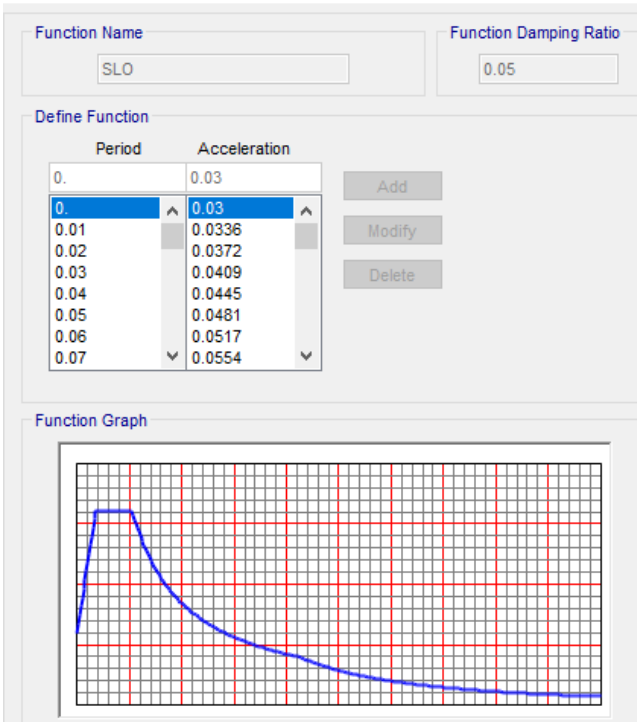 Function Name
Function Damping Ratio
SLO
0.05
Define Function
Period Acceleration
0. 0.03
Add
0. 0.03
0.01 0.0336
Modify
0.02 0.0372
0.03 0.0409
Delete
0.04 0.0445
0.05 0.0481
0.06 0.0517
0.07 0.0554
Function Graph